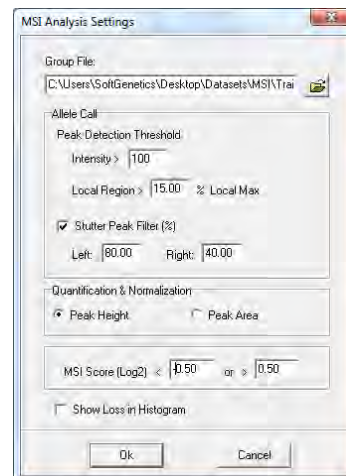 MSI Analysis Settings
Group File:
C:\Users\SoftGenetics\Desktop\Datasets\MSI\Trai
Allele Call
Peak Detection Threshold
Intensity > 100
Local Region > 15.00 % Local Max
Stutter Peak Filter (%)
Left: 80.00 Right: 40.00
Quantification & Normalization
Peak Height Peak Area
MSI Score (Log2) < -0.50 or > 0.50
Show Loss in Histogram
Ok Cancel